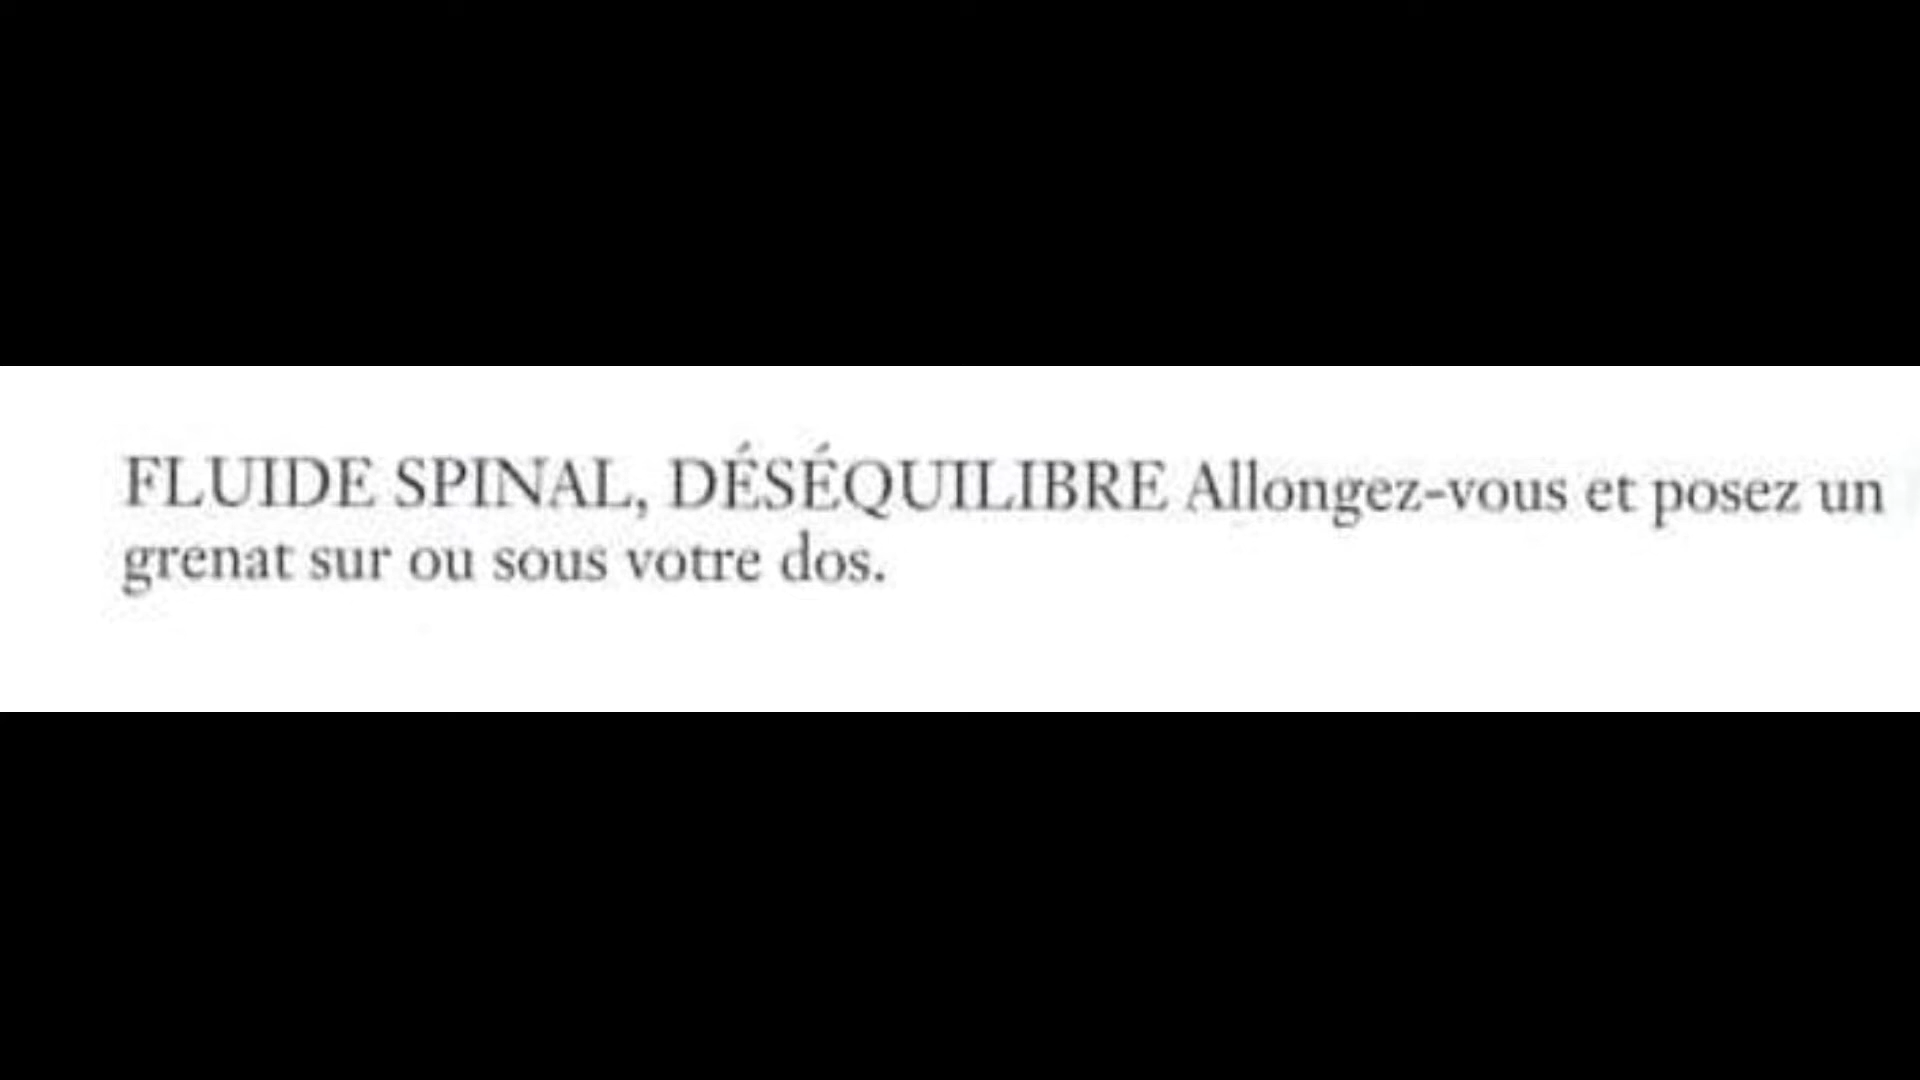 FLUIDE SPINAL, DÉSÉQUILIBRE Allongez-vous et posez un
grenat sur ou sous votre dos.